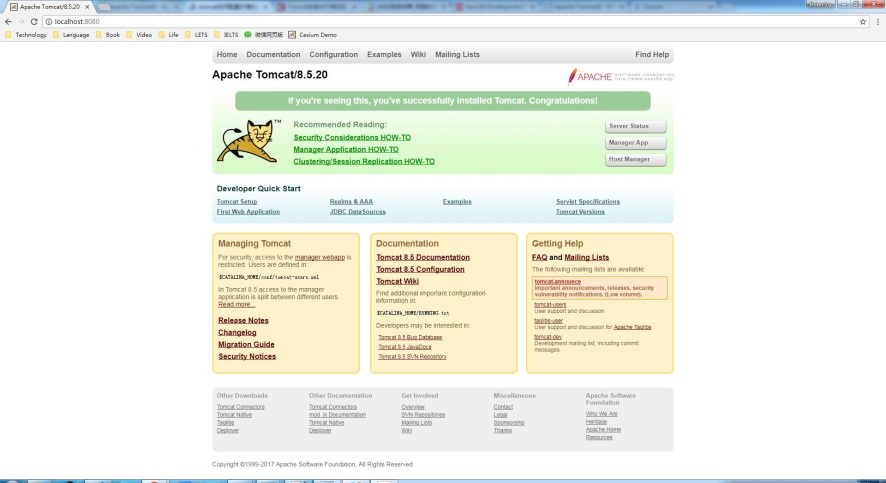 Apache Tomcat/8.5.20
localhost:8080
Technology Language Book Video Life LETS IELTS 微信网页版 Cesium Demo
Home Documentation Configuration Examples Wiki Mailing Lists Find Help
Apache Tomcat/8.5.20
APACHE SOFTWARE FOUNDATION
http://www.apache.org/
If you're seeing this, you've successfully installed Tomcat. Congratulations!
TM
Recommended Reading:
Security Considerations HOW-TO
Manager Application HOW-TO
Clustering/Session Replication HOW-TO
Server Status
Manager App
Host Manager
Developer Quick Start
Tomcat Setup
First Web Application
Realms & AAA
JDBC DataSources
Examples
Servlet Specifications
Tomcat Versions
Managing Tomcat
For security, access to the manager webapp is
restricted. Users are defined in:
$CATALINA_HOME/conf/tomcat-users.xml
In Tomcat 8.5 access to the manager
application is split between different users.
Read more...
Release Notes
Changelog
Migration Guide
Security Notices
Documentation
Tomcat 8.5 Documentation
Tomcat 8.5 Configuration
Tomcat Wiki
Find additional important configuration
information in:
$CATALINA_HOME/RUNNING.txt
Developers may be interested in:
Tomcat 8.5 Bug Database
Tomcat 8.5 JavaDocs
Tomcat 8.5 SVN Repository
Getting Help
FAQ and Mailing Lists
The following mailing lists are available:
tomcat-announce
Important announcements, releases, security
vulnerability notifications. (Low volume).
tomcat-users
User support and discussion
taglibs-user
User support and discussion for Apache Taglibs
tomcat-dev
Development mailing list, including commit
messages
Other Downloads
Tomcat Connectors
Tomcat Native
Taglibs
Deployer
Other Documentation
Tomcat Connectors
mod_jk Documentation
Tomcat Native
Deployer
Get Involved
Overview
SVN Repositories
Mailing Lists
Wiki
Miscellaneous
Contact
Legal
Sponsorship
Thanks
Apache Software
Foundation
Who We Are
Heritage
Apache Home
Resources
Copyright ©1999-2017 Apache Software Foundation. All Rights Reserved